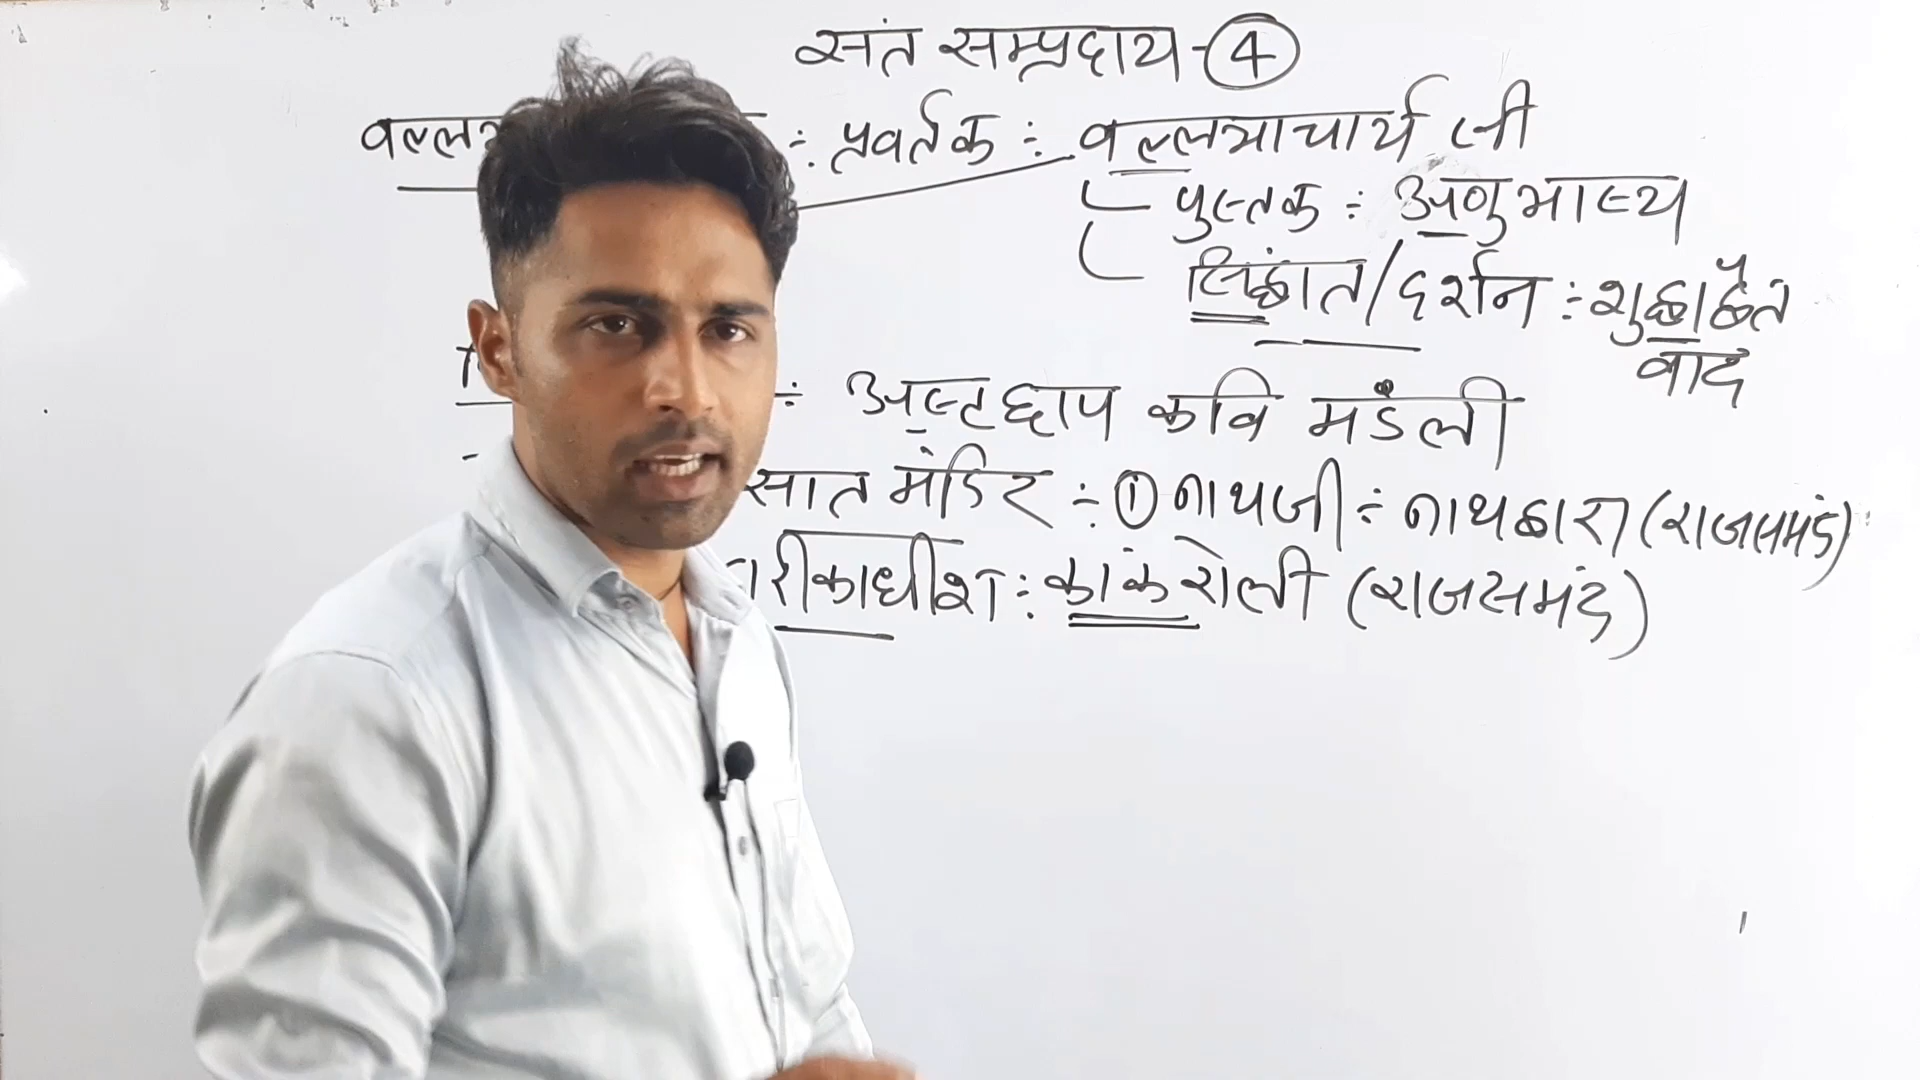 संत सम्प्रदाय-④
÷ प्रवर्तक ÷ वल्लभाचार्य जी
पुस्तक ÷ अणुभाष्य
सिद्धांत/दर्शन ÷ शुद्धाद्वैत
वाद
÷ अष्टछाप कवि मंडली
सात मंदिर ÷ ① नाथजी ÷ नाथद्वारा (राजसमंद)
कांकरोली (राजसमंद)